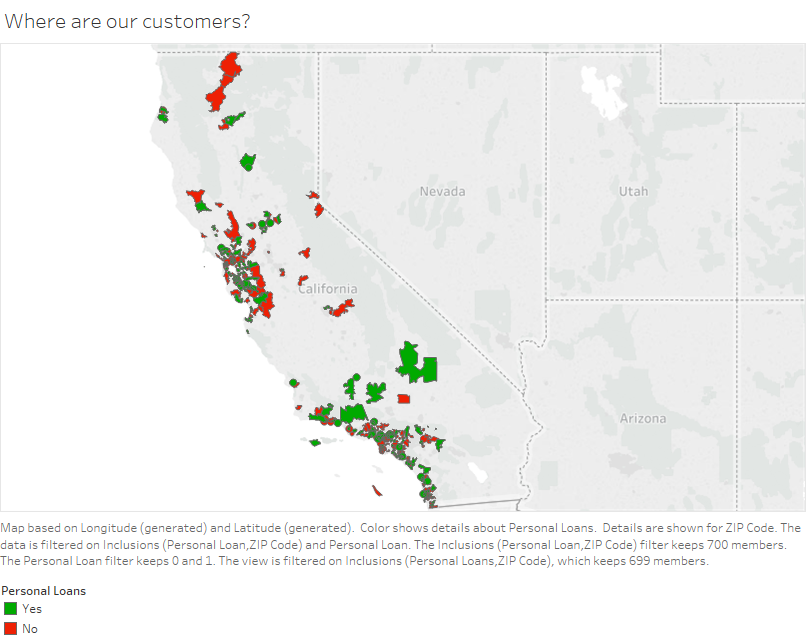 Where are our customers?
Nevada
Utah
California
Arizona
Map based on Longitude (generated) and Latitude (generated).  Color shows details about Personal Loans.  Details are shown for ZIP Code. The
data is filtered on Inclusions (Personal Loan,ZIP Code) and Personal Loan. The Inclusions (Personal Loan,ZIP Code) filter keeps 700 members.
The Personal Loan filter keeps 0 and 1. The view is filtered on Inclusions (Personal Loans,ZIP Code), which keeps 699 members.
Personal Loans
Yes
No